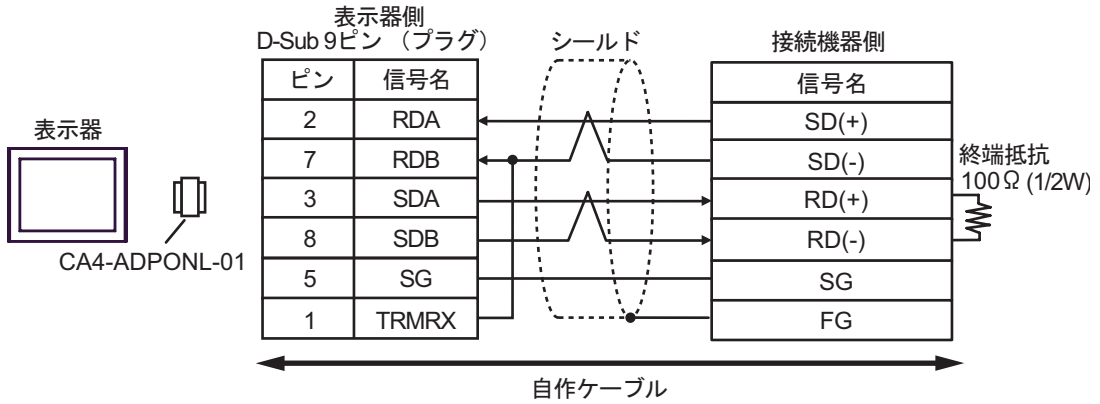 表示器側
D-Sub 9ピン （プラグ）
シールド
接続機器側
ピン 信号名
信号名
2 RDA
SD(+)
7 RDB
SD(-)
3 SDA
RD(+)
8 SDB
RD(-)
5 SG
SG
1 TRMRX
FG
表示器
CA4-ADPONL-01
終端抵抗
100Ω (1/2W)
自作ケーブル